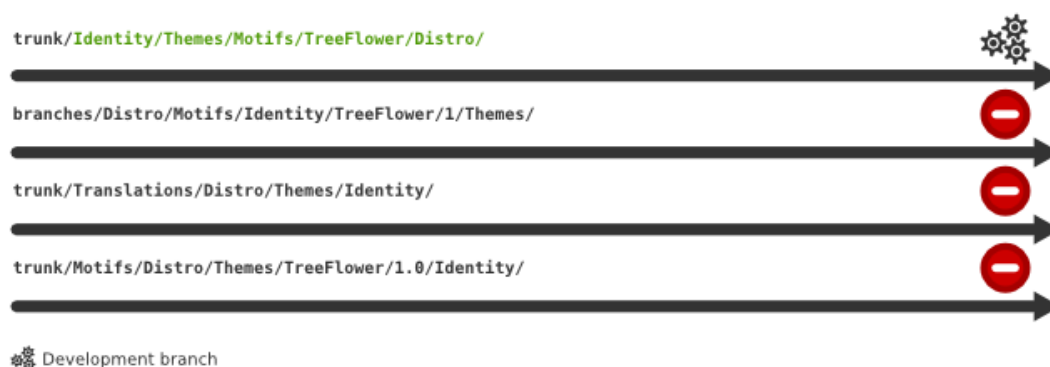 trunk/Identity/Themes/Motifs/TreeFlower/Distro/
branches/Distro/Motifs/Identity/TreeFlower/1/Themes/
trunk/Translations/Distro/Themes/Identity/
trunk/Motifs/Distro/Themes/TreeFlower/1.0/Identity/
Development branch